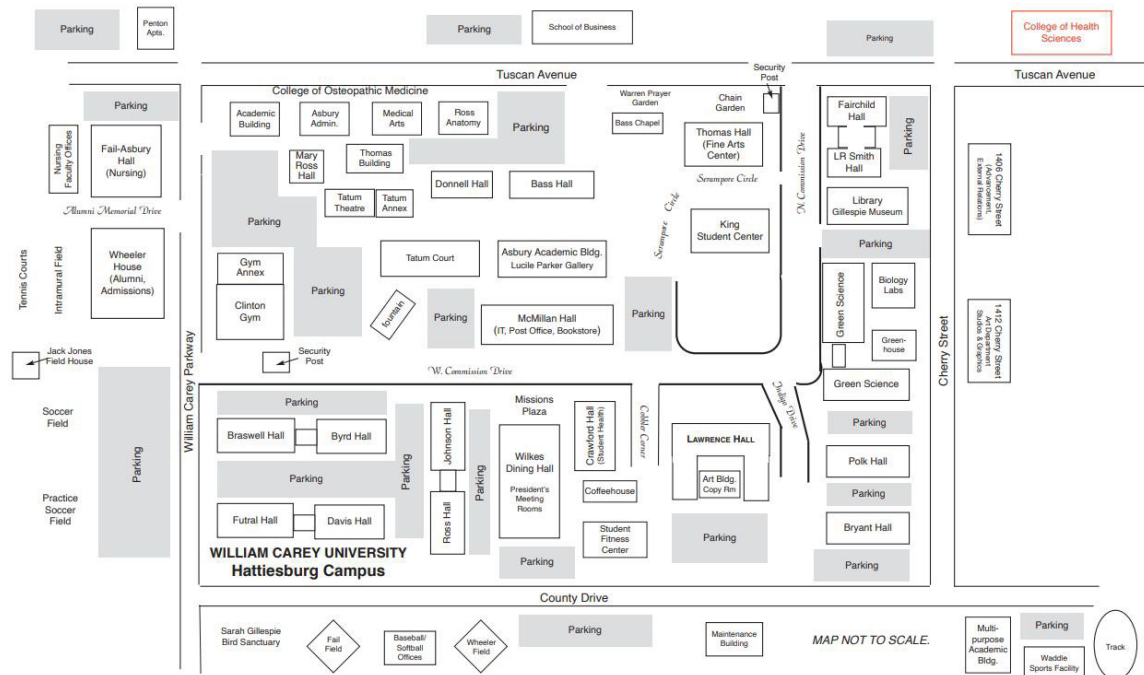 Parking
Penton
Apts.
Parking
School of Business
Parking
College of Health
Sciences
Tuscan Avenue
Tuscan Avenue
Security
Post
Parking
College of Osteopathic Medicine
Academic
Building
Asbury
Admin.
Medical
Arts
Ross
Anatomy
Parking
Warren Prayer
Garden
Bass Chapel
Chain
Garden
Thomas Hall
(Fine Arts
Center)
Fairchild
Hall
LR Smith
Hall
Parking
Nursing
Faculty Offices
Fail-Asbury
Hall
(Nursing)
Mary
Ross
Hall
Thomas
Building
Donnell Hall
Bass Hall
Serampore Circle
N. Commission Drive
1406 Cherry Street
(Advancement,
External Relations)
Alumni Memorial Drive
Parking
Tatum
Theatre
Tatum
Annex
Serampore Circle
King
Student Center
Library
Gillespie Museum
Parking
Tennis Courts
Intramural Field
Wheeler
House
(Alumni,
Admissions)
Gym
Annex
Clinton
Gym
Parking
Tatum Court
Asbury Academic Bldg.
Lucile Parker Gallery
fountain
Parking
McMillan Hall
(IT, Post Office, Bookstore)
Parking
Green Science
Biology
Labs
Green-
house
Green Science
1412 Cherry Street
Art Department
Studios & Graphics
Jack Jones
Field House
William Carey Parkway
Security
Post
W. Commission Drive
Indigo Drive
Cherry Street
Soccer
Field
Parking
Practice
Soccer
Field
Parking
Braswell Hall
Byrd Hall
Parking
Futral Hall
Davis Hall
Parking
Johnson Hall
Ross Hall
Parking
Missions
Plaza
Wilkes
Dining Hall
President's
Meeting
Rooms
Parking
Crawford Hall
(Student Health)
Coffeehouse
Student
Fitness
Center
Cobbler Corner
LAWRENCE HALL
Art Bldg.
Copy Rm
Parking
Parking
Polk Hall
Parking
Bryant Hall
Parking
WILLIAM CAREY UNIVERSITY
Hattiesburg Campus
County Drive
Sarah Gillespie
Bird Sanctuary
Fail
Field
Baseball/
Softball
Offices
Wheeler
Field
Parking
Maintenance
Building
MAP NOT TO SCALE.
Multi-
purpose
Academic
Bldg.
Parking
Waddle
Sports Facility
Track